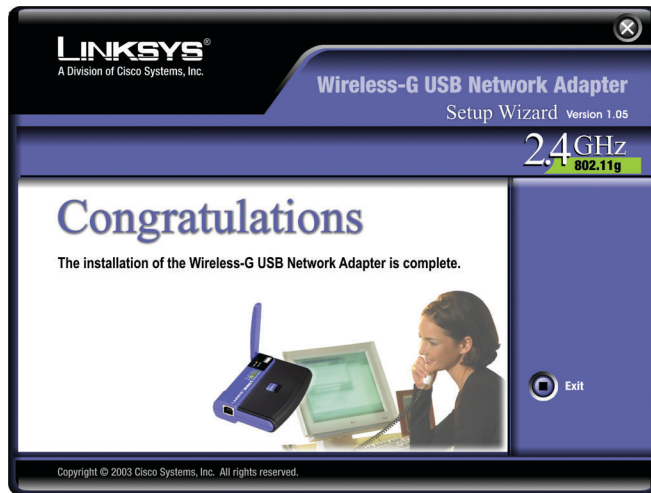 LINKSYS®
A Division of Cisco Systems, Inc.
Wireless-G USB Network Adapter
Setup Wizard Version 1.05
2.4 GHz
802.11g
Congratulations
The installation of the Wireless-G USB Network Adapter is complete.
Exit
Copyright © 2003 Cisco Systems, Inc. All rights reserved.